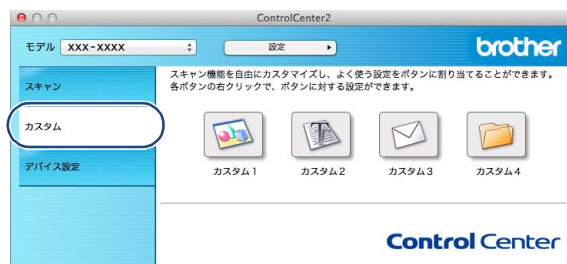 ControlCenter2
モデル XXX-XXXX 設定 brother
スキャン機能を自由にカスタマイズし、よく使う設定をボタンに割り当てることができます。
各ボタンの右クリックで、ボタンに対する設定ができます。
スキャン
カスタム
デバイス設定
カスタム1 カスタム2 カスタム3 カスタム4
Control Center